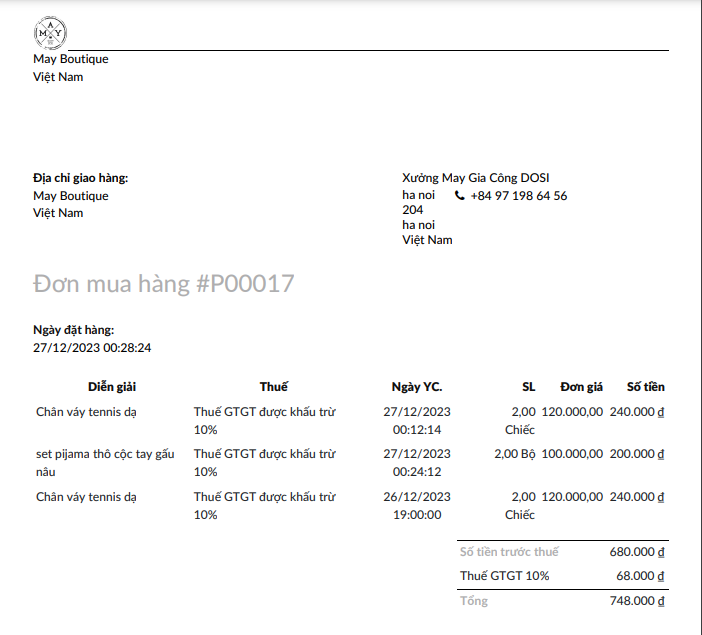 M A Y
May Boutique
Việt Nam
Địa chỉ giao hàng:
May Boutique
Việt Nam
Xưởng May Gia Công DOSI
ha noi +84 97 198 64 56
204
ha noi
Việt Nam
Đơn mua hàng #P00017
Ngày đặt hàng:
27/12/2023 00:28:24
Diễn giải Thuế Ngày YC. SL Đơn giá Số tiền
Chân váy tennis dạ Thuế GTGT được khấu trừ 27/12/2023 2,00 120.000,00 240.000 ₫
10% 00:12:14 Chiếc
set pijama thô cộc tay gấu Thuế GTGT được khấu trừ 27/12/2023 2,00 Bộ 100.000,00 200.000 ₫
nâu 10% 00:24:12
Chân váy tennis dạ Thuế GTGT được khấu trừ 26/12/2023 2,00 120.000,00 240.000 ₫
10% 19:00:00 Chiếc
Số tiền trước thuế 680.000 ₫
Thuế GTGT 10% 68.000 ₫
Tổng 748.000 ₫